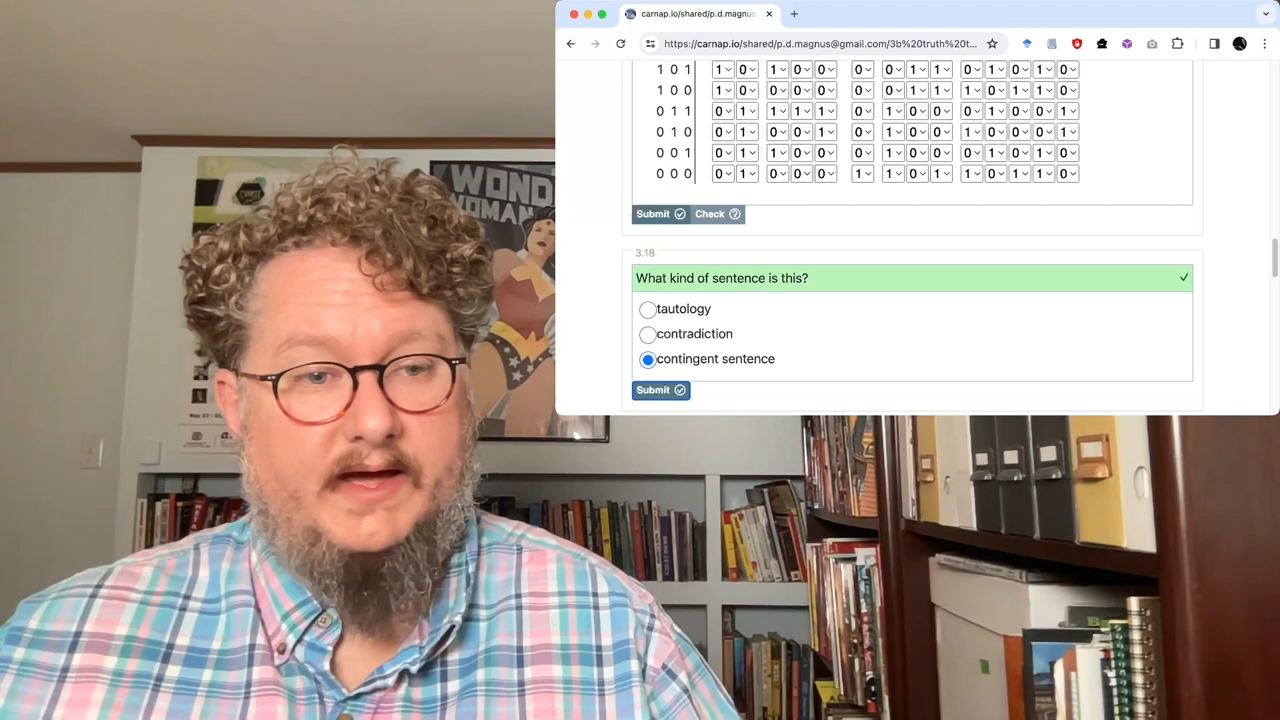 carnap.io/shared/p.d.magnus
https://carnap.io/shared/p.d.magnus@gmail.com/3b%20truth%20t...
1 0 1 1 0 1 0 0 0 0 1 1 0 1 0 1 0
1 0 0 1 0 0 0 0 0 0 1 1 1 0 1 1 0
0 1 1 0 1 1 1 1 0 1 0 0 0 1 0 0 1
0 1 0 0 1 0 0 1 0 1 0 0 1 0 0 0 1
0 0 1 0 1 1 0 0 0 1 0 0 0 1 0 1 0
0 0 0 0 1 0 0 0 1 1 0 1 1 0 1 1 0
Submit Check
3.18
What kind of sentence is this?
tautology
contradiction
contingent sentence
Submit
WOND
WOMAN